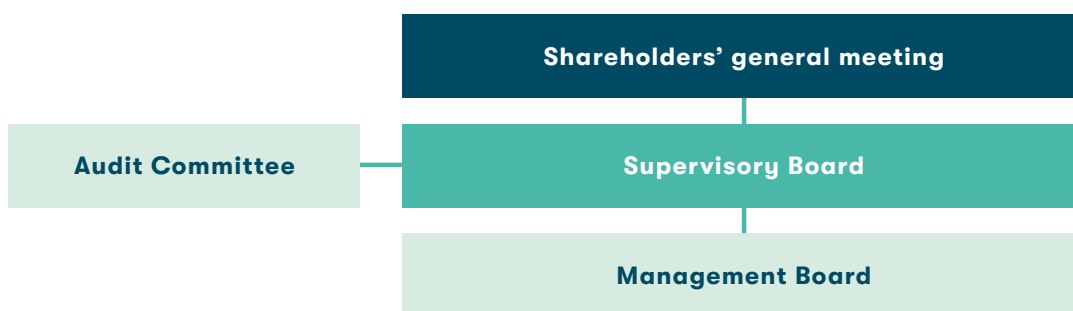 Shareholders’ general meeting
Audit Committee
Supervisory Board
Management Board